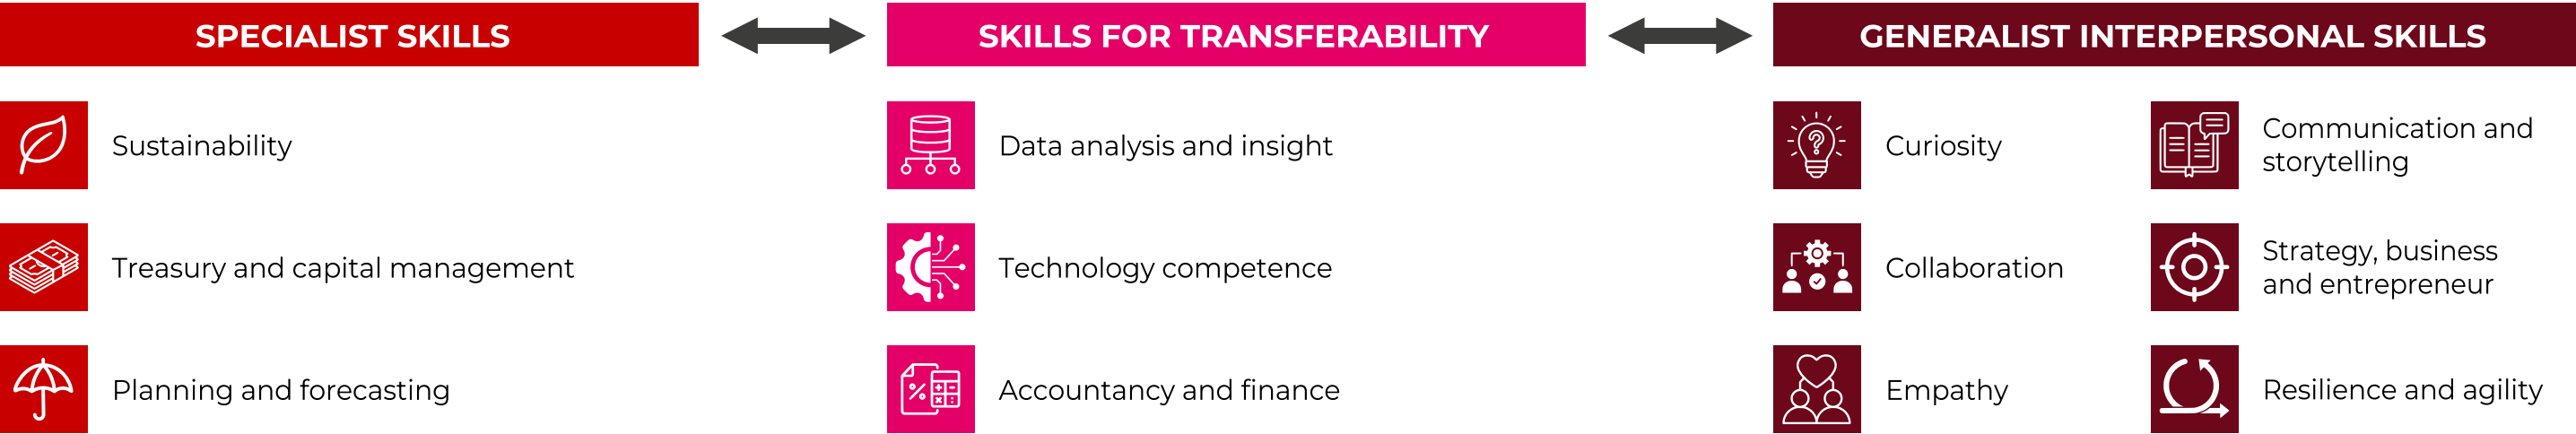 SPECIALIST SKILLS
Sustainability
Treasury and capital management
Planning and forecasting
SKILLS FOR TRANSFERABILITY
Data analysis and insight
Technology competence
Accountancy and finance
GENERALIST INTERPERSONAL SKILLS
Curiosity
Collaboration
Empathy
Communication and
storytelling
Strategy, business
and entrepreneur
Resilience and agility